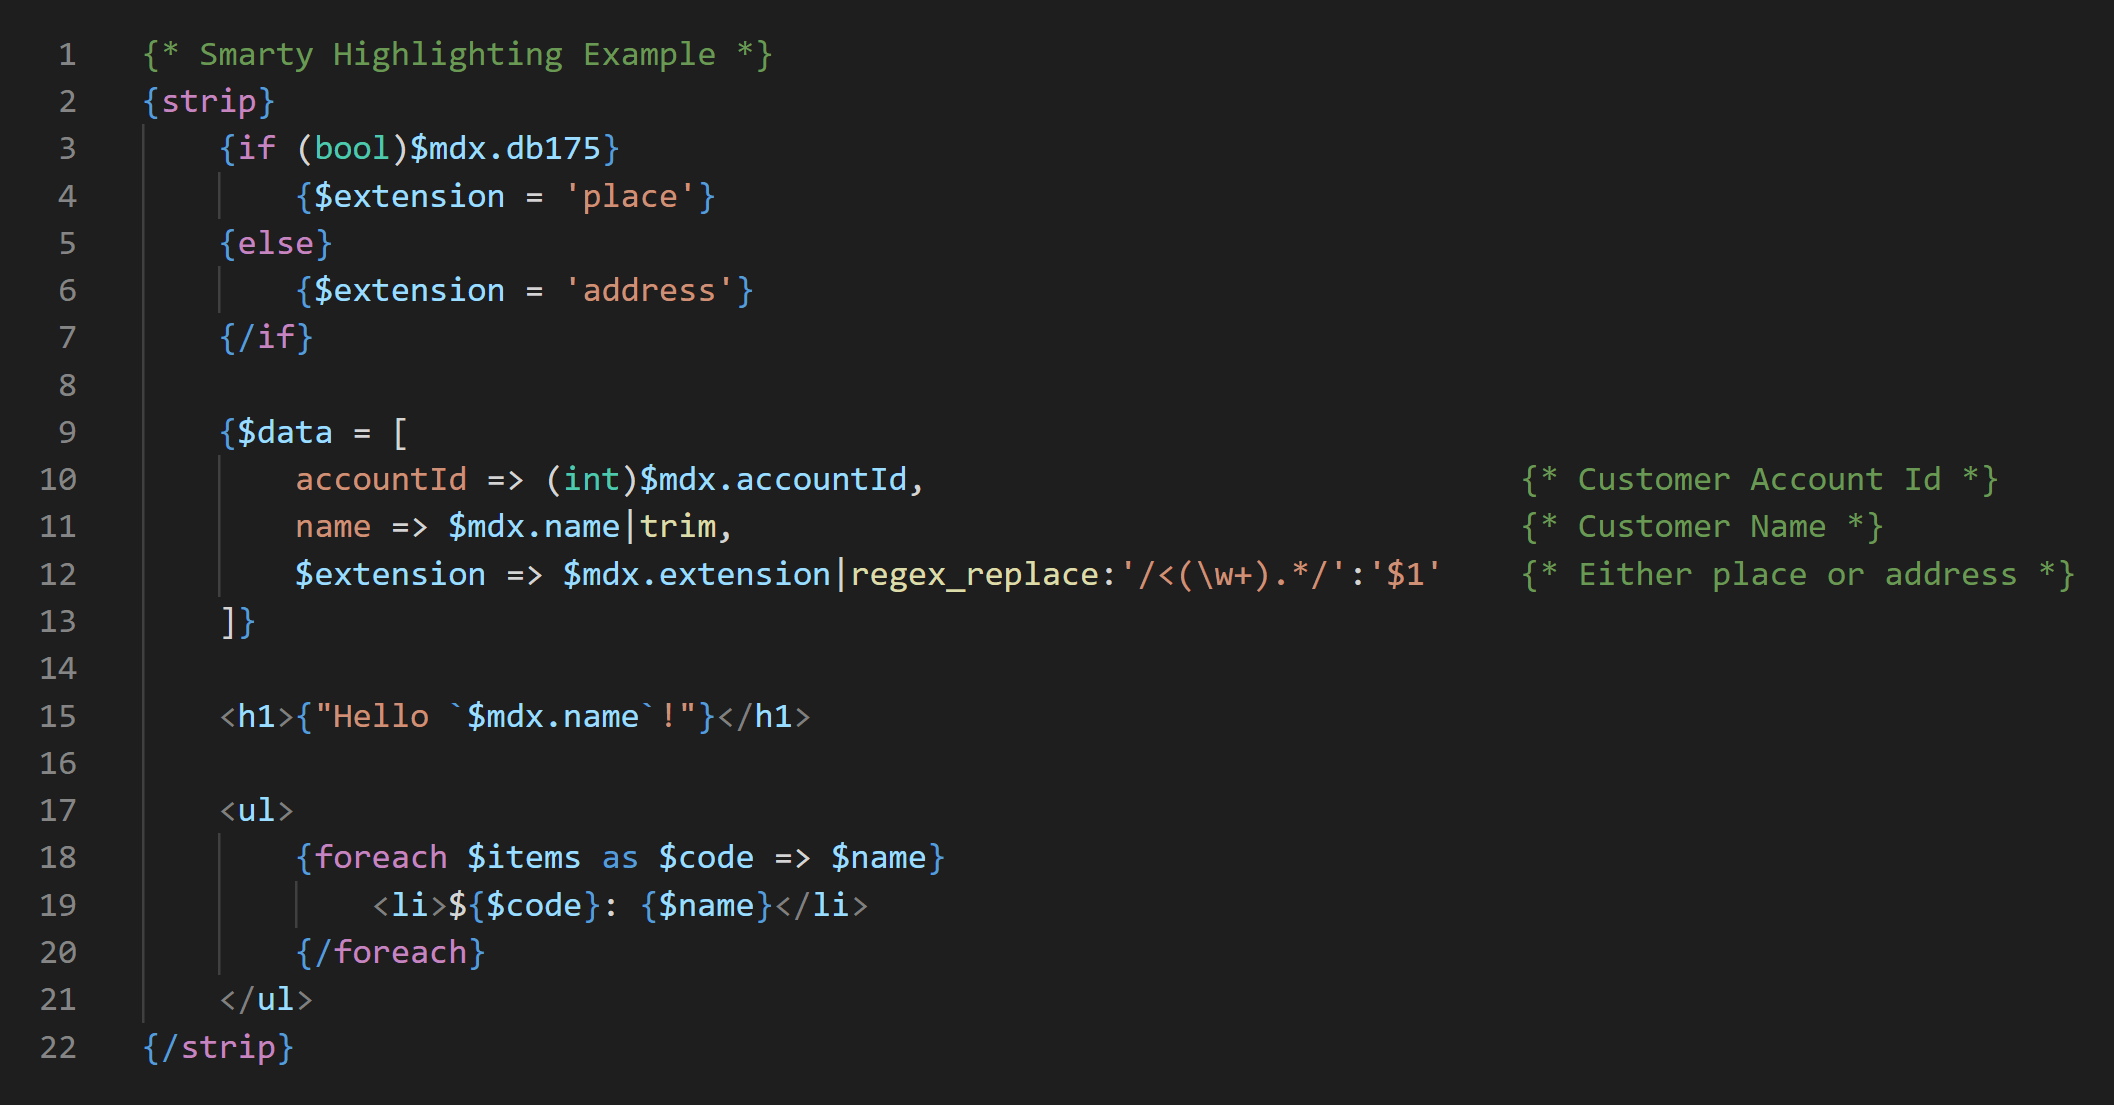 1 {* Smarty Highlighting Example *}
2 {strip}
3     {if (bool)$mdx.db175}
4         {$extension = 'place'}
5     {else}
6         {$extension = 'address'}
7     {/if}
8
9     {$data = [
10         accountId => (int)$mdx.accountId,                               {* Customer Account Id *}
11         name => $mdx.name|trim,                                         {* Customer Name *}
12         $extension => $mdx.extension|regex_replace:'/<(\w+).*/':'$1'    {* Either place or address *}
13     ]}
14
15     <h1>{"Hello `$mdx.name`!"}</h1>
16
17     <ul>
18         {foreach $items as $code => $name}
19             <li>${$code}: {$name}</li>
20         {/foreach}
21     </ul>
22 {/strip}